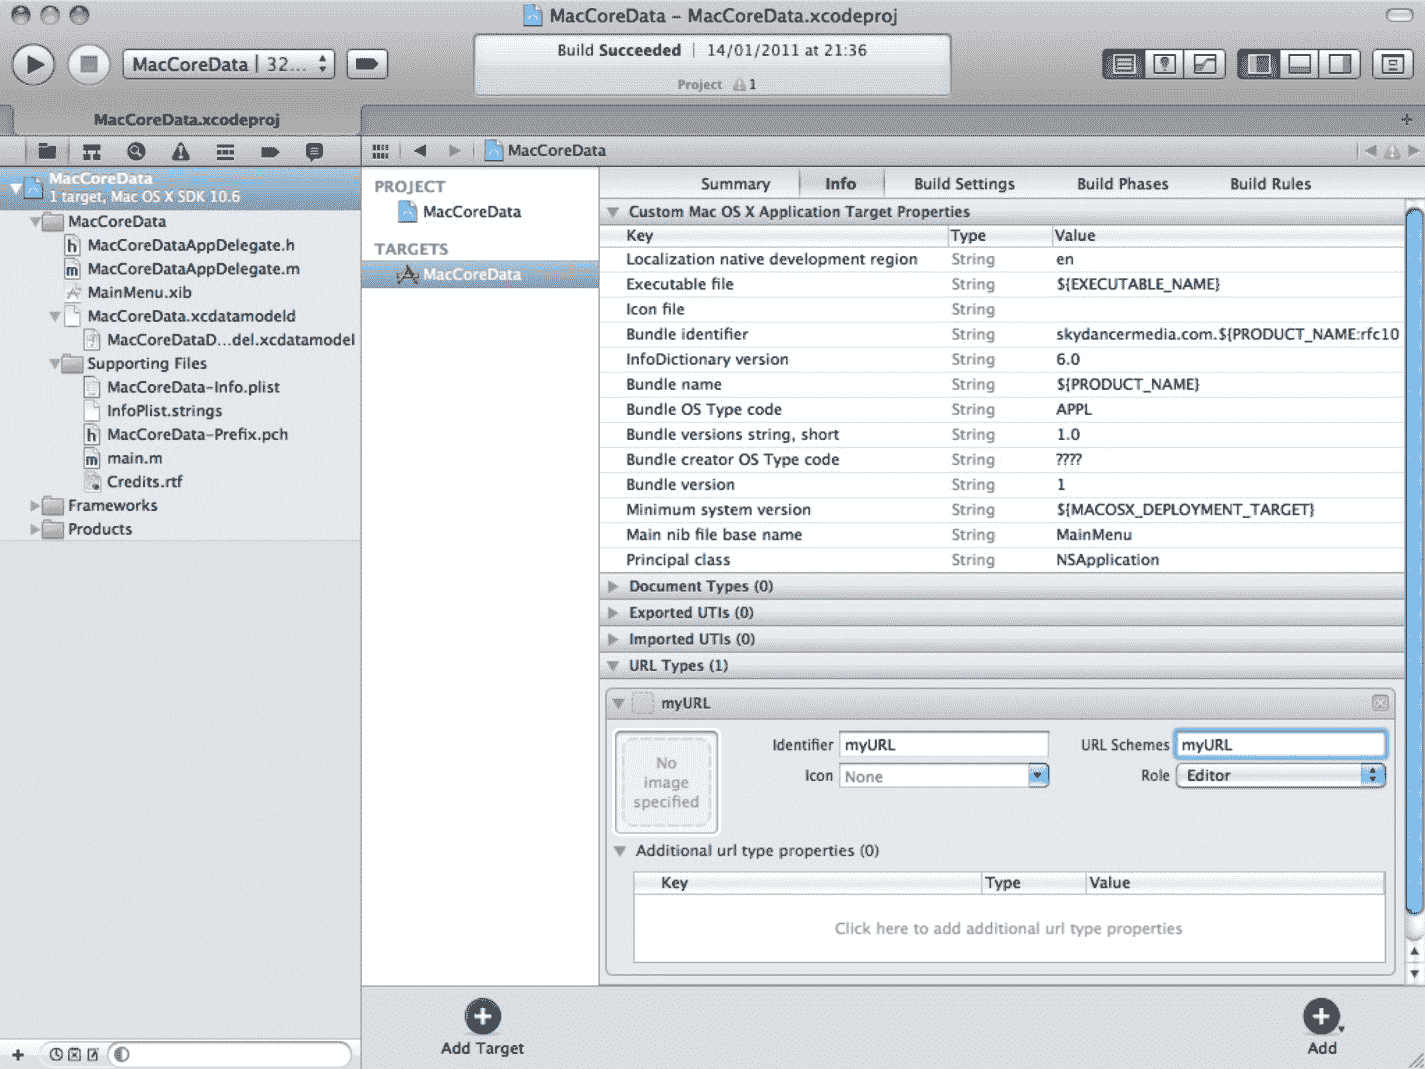 MacCoreData – MacCoreData.xcodeproj
MacCoreData | 32...
Build Succeeded | 14/01/2011 at 21:36
Project 1
MacCoreData.xcodeproj
MacCoreData
1 target, Mac OS X SDK 10.6
MacCoreData
h MacCoreDataAppDelegate.h
m MacCoreDataAppDelegate.m
MainMenu.xib
MacCoreData.xcdatamodeld
MacCoreDataD...del.xcdatamodel
Supporting Files
MacCoreData-Info.plist
InfoPlist.strings
h MacCoreData-Prefix.pch
m main.m
Credits.rtf
Frameworks
Products
MacCoreData
PROJECT
MacCoreData
TARGETS
MacCoreData
Summary Info Build Settings Build Phases Build Rules
Custom Mac OS X Application Target Properties
Key Type Value
Localization native development region String en
Executable file String ${EXECUTABLE_NAME}
Icon file String
Bundle identifier String skydancermedia.com.${PRODUCT_NAME:rfc10
InfoDictionary version String 6.0
Bundle name String ${PRODUCT_NAME}
Bundle OS Type code String APPL
Bundle versions string, short String 1.0
Bundle creator OS Type code String ????
Bundle version String 1
Minimum system version String ${MACOSX_DEPLOYMENT_TARGET}
Main nib file base name String MainMenu
Principal class String NSApplication
Document Types (0)
Exported UTIs (0)
Imported UTIs (0)
URL Types (1)
myURL
No
image
specified
Identifier myURL URL Schemes myURL
Icon None Role Editor
Additional url type properties (0)
Key Type Value
Click here to add additional url type properties
Add Target
Add